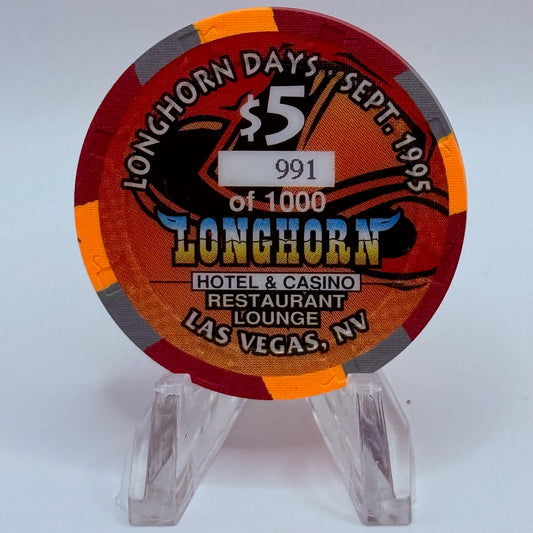 LONGHORN DAYS · SEPT. 1995
$5
991
of 1000
LONGHORN
HOTEL & CASINO
RESTAURANT
LOUNGE
LAS VEGAS, NV